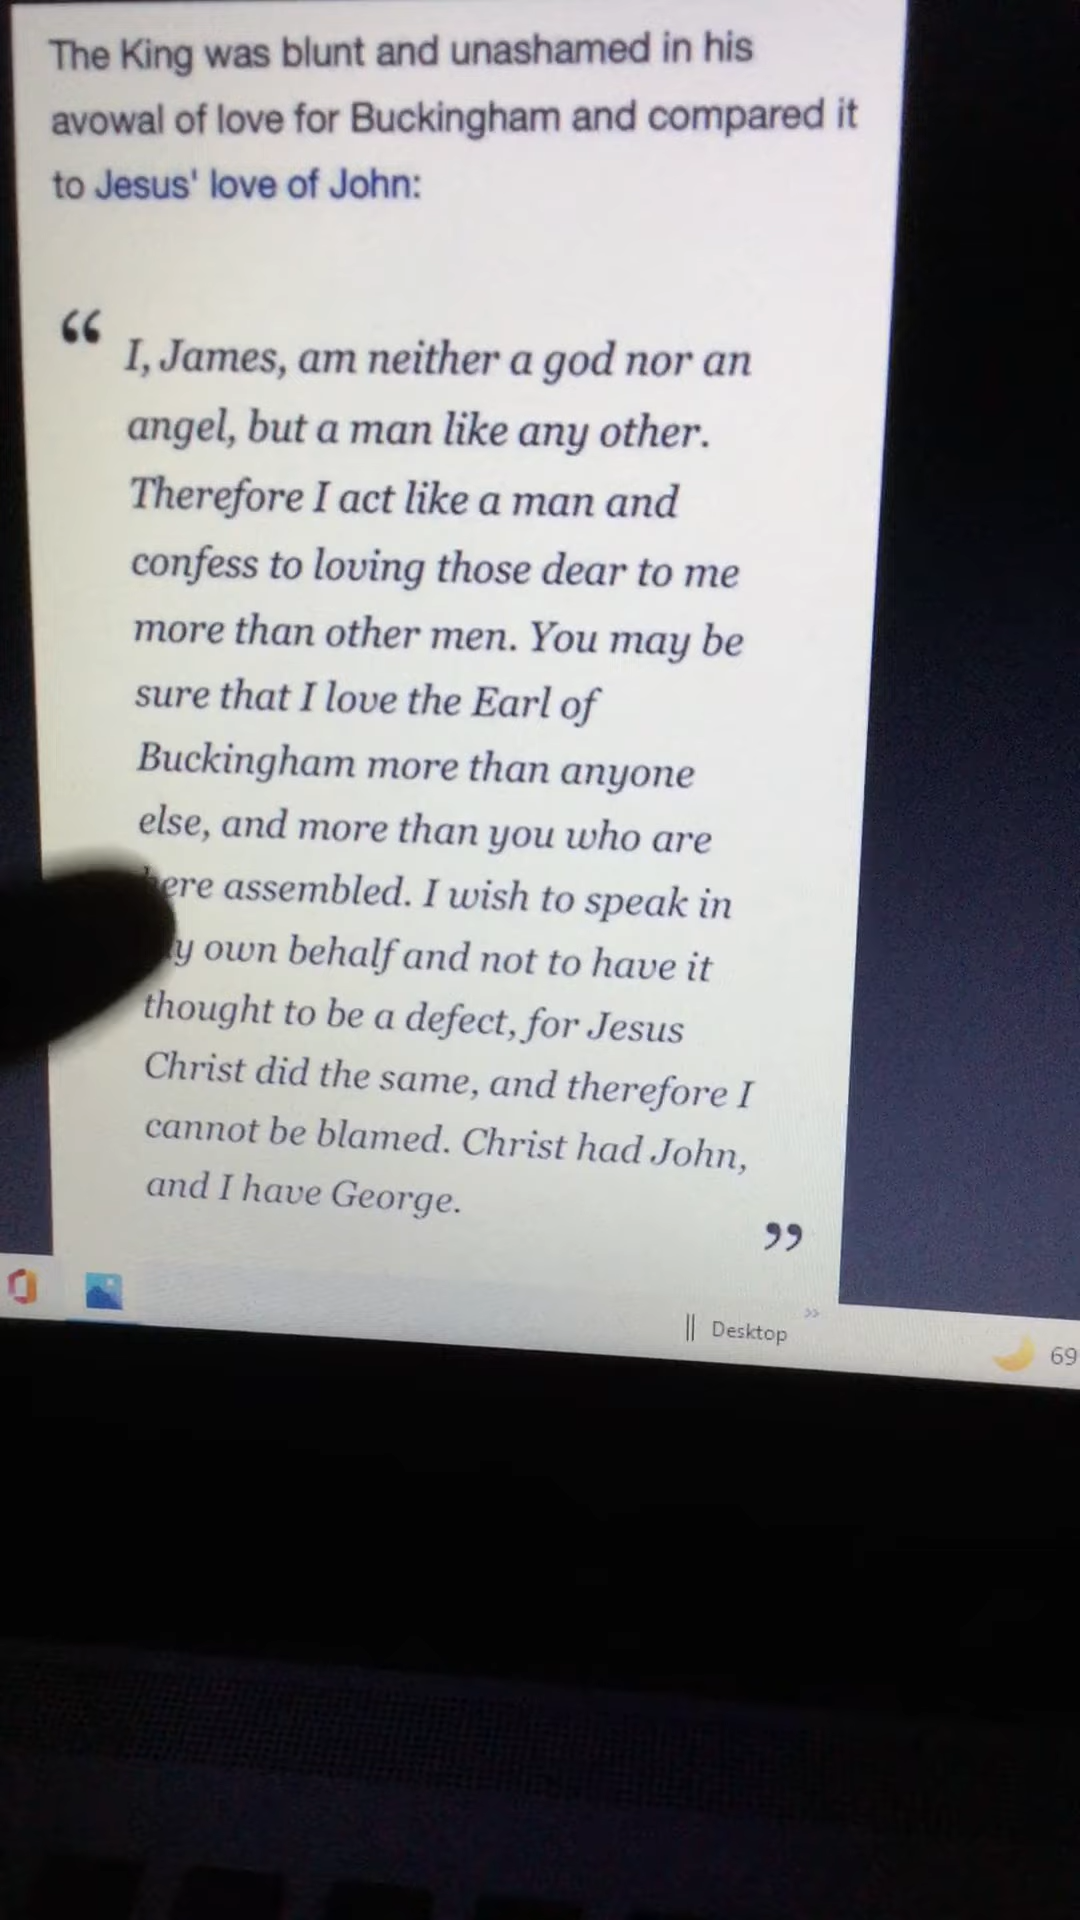 The King was blunt and unashamed in his
avowal of love for Buckingham and compared it
to Jesus' love of John:
“ I, James, am neither a god nor an
angel, but a man like any other.
Therefore I act like a man and
confess to loving those dear to me
more than other men. You may be
sure that I love the Earl of
Buckingham more than anyone
else, and more than you who are
here assembled. I wish to speak in
y own behalf and not to have it
thought to be a defect, for Jesus
Christ did the same, and therefore I
cannot be blamed. Christ had John,
and I have George.
”
Desktop »
69